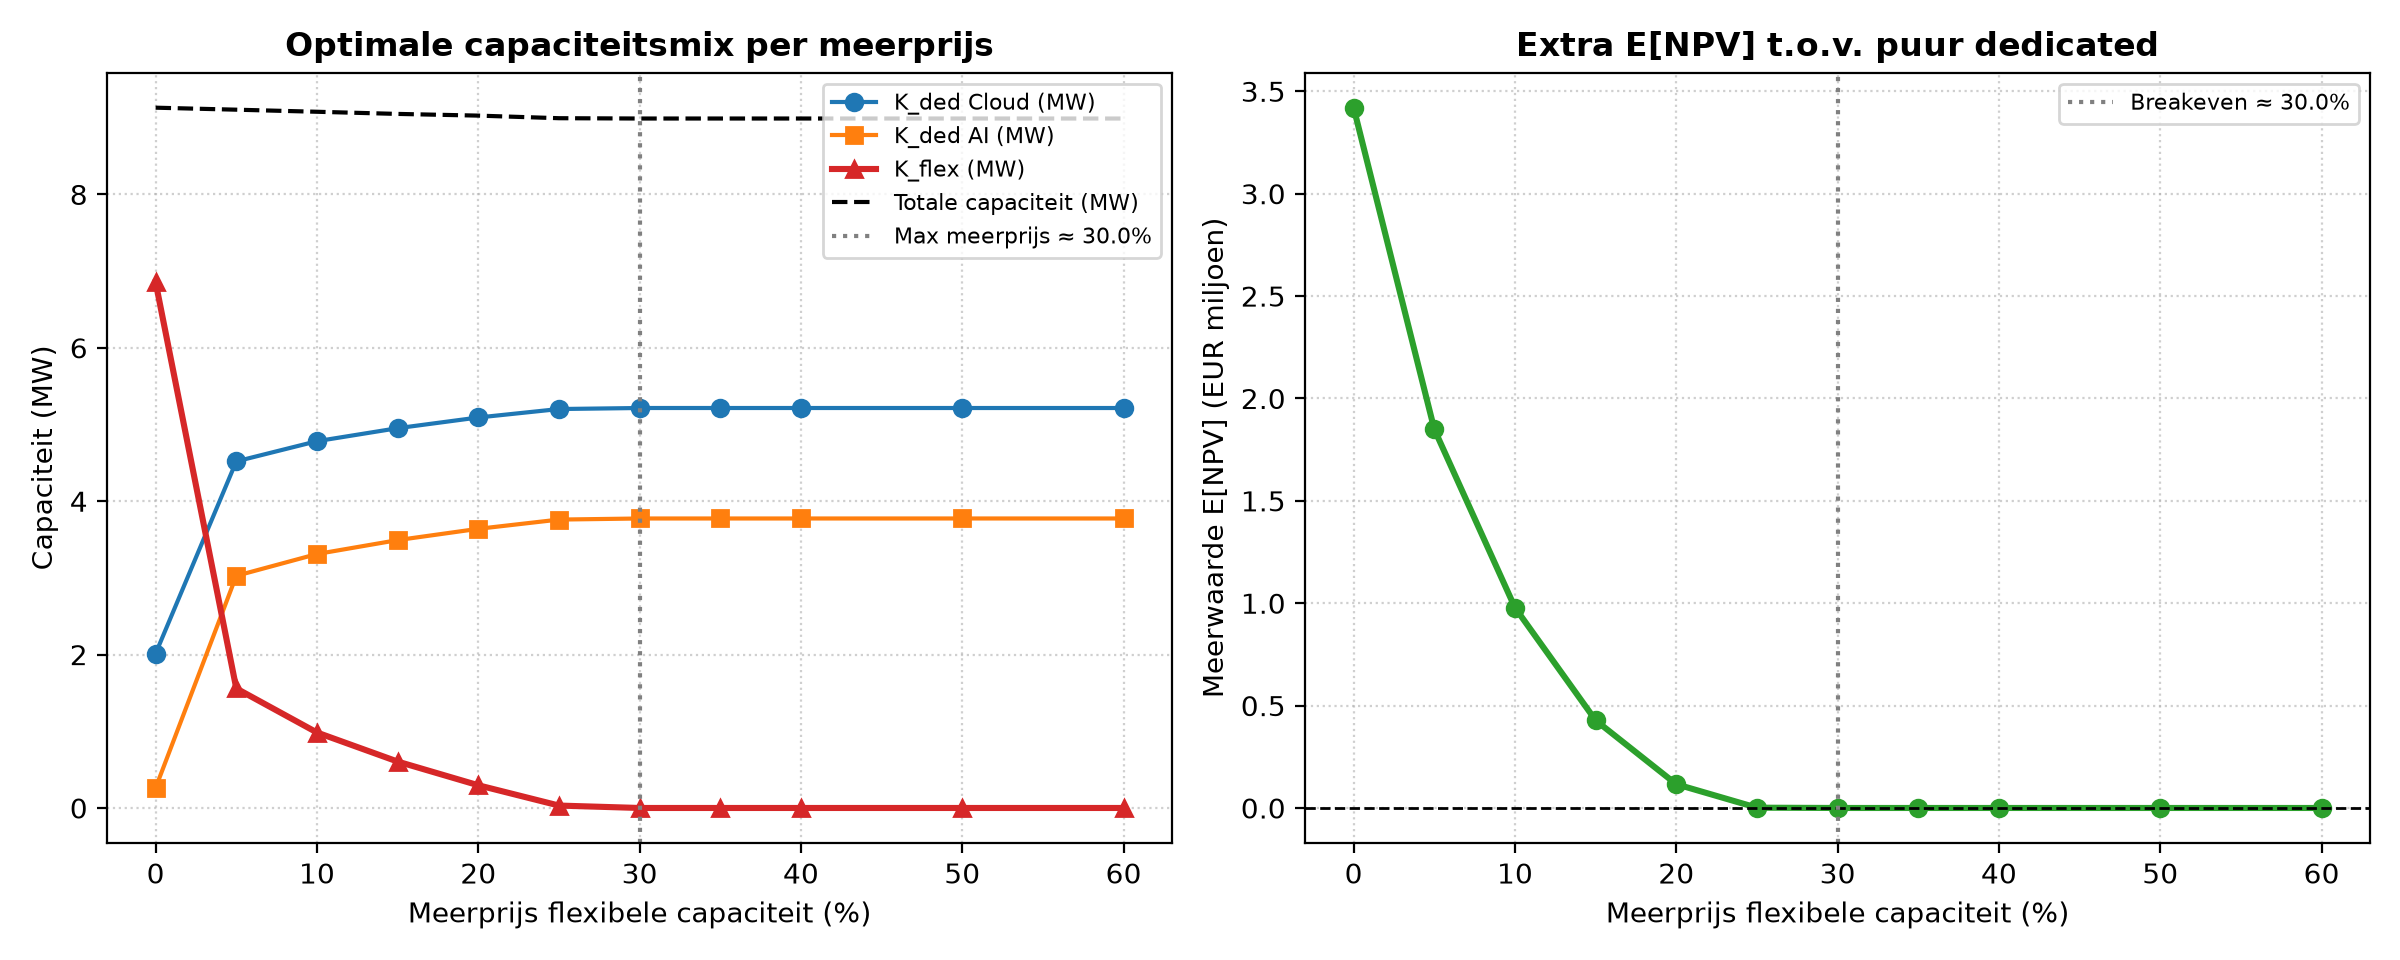 Optimale capaciteitsmix per meerprijs
K_ded Cloud (MW)
K_ded AI (MW)
K_flex (MW)
Totale capaciteit (MW)
Max meerprijs ≈ 30.0%
8
6
4
2
0
Capaciteit (MW)
0 10 20 30 40 50 60
Meerprijs flexibele capaciteit (%)
Extra E[NPV] t.o.v. puur dedicated
Breakeven ≈ 30.0%
3.5
3.0
2.5
2.0
1.5
1.0
0.5
0.0
Meerwaarde E[NPV] (EUR miljoen)
0 10 20 30 40 50 60
Meerprijs flexibele capaciteit (%)